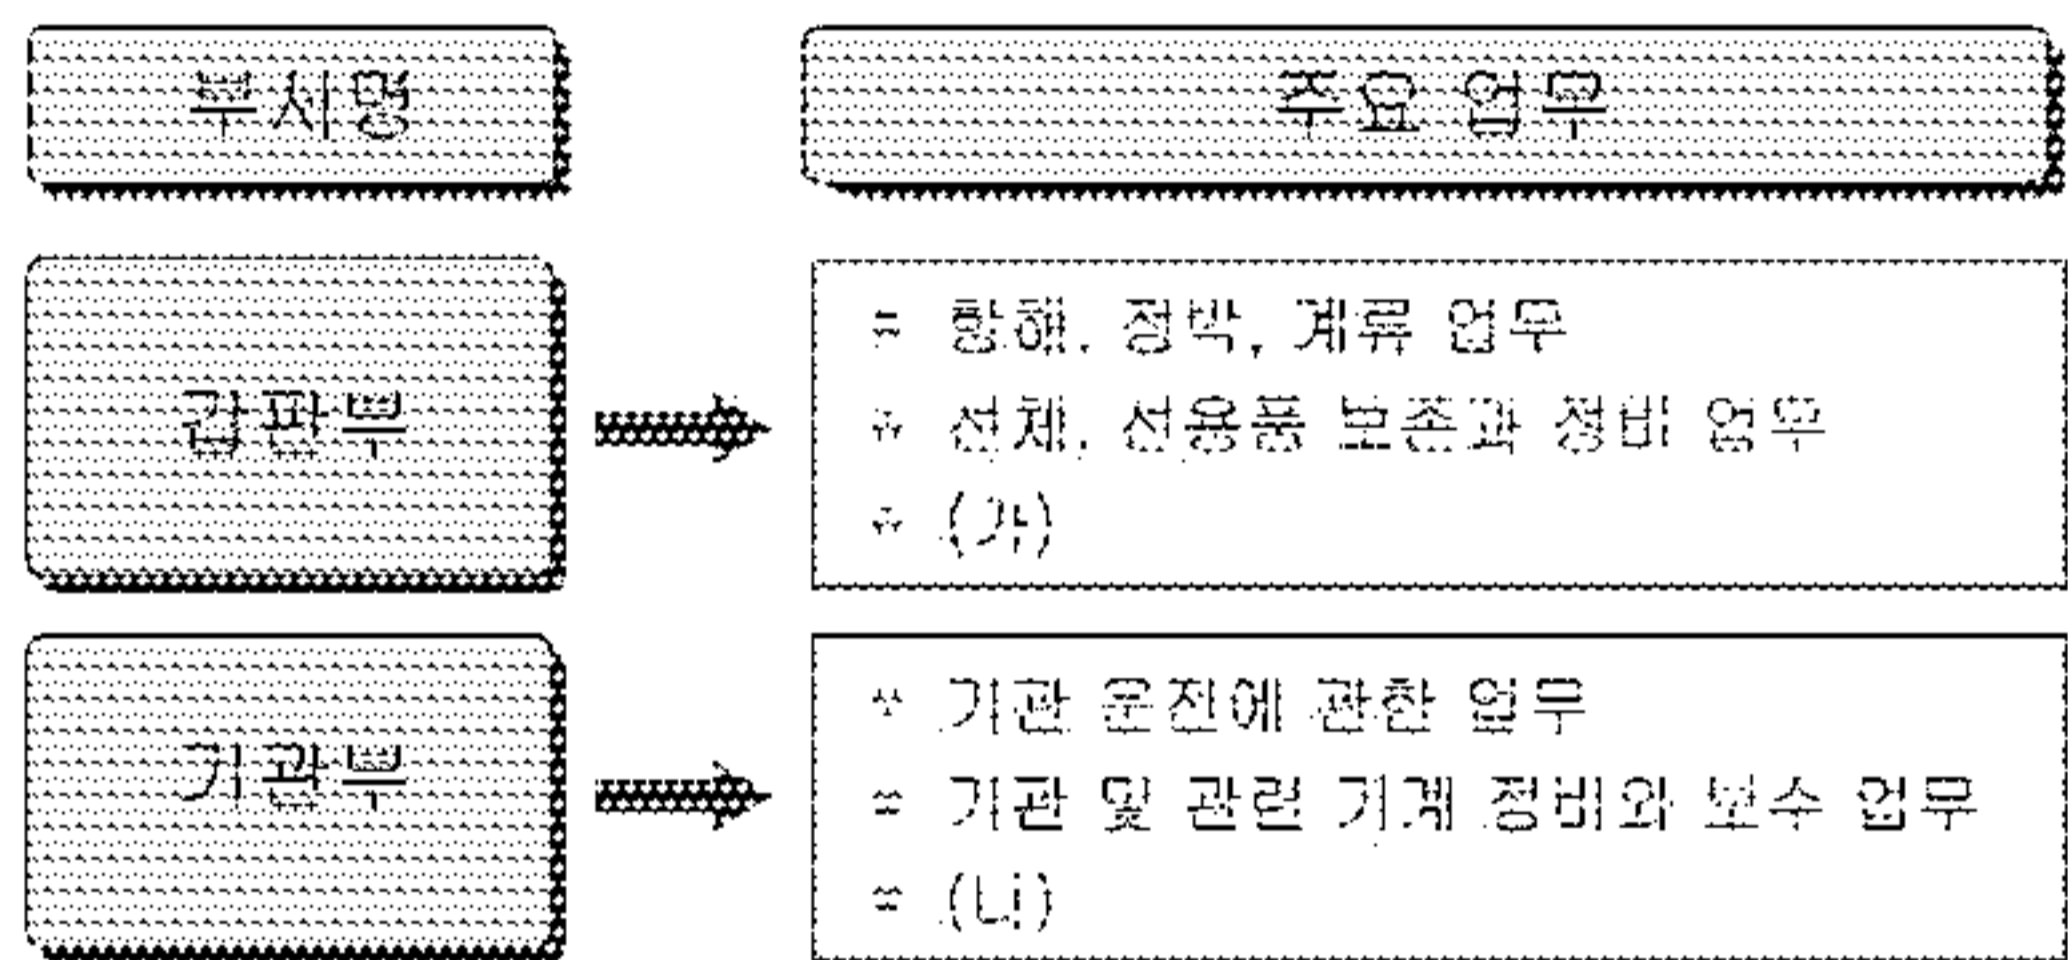 부서명
주요 업무
갑판부
* 항해, 정박, 계류 업무
* 선체, 선용품 보존과 정비 업무
* (가)
기관부
* 기관 운전에 관한 업무
* 기관 및 관련 기계 정비와 보수 업무
* (나)